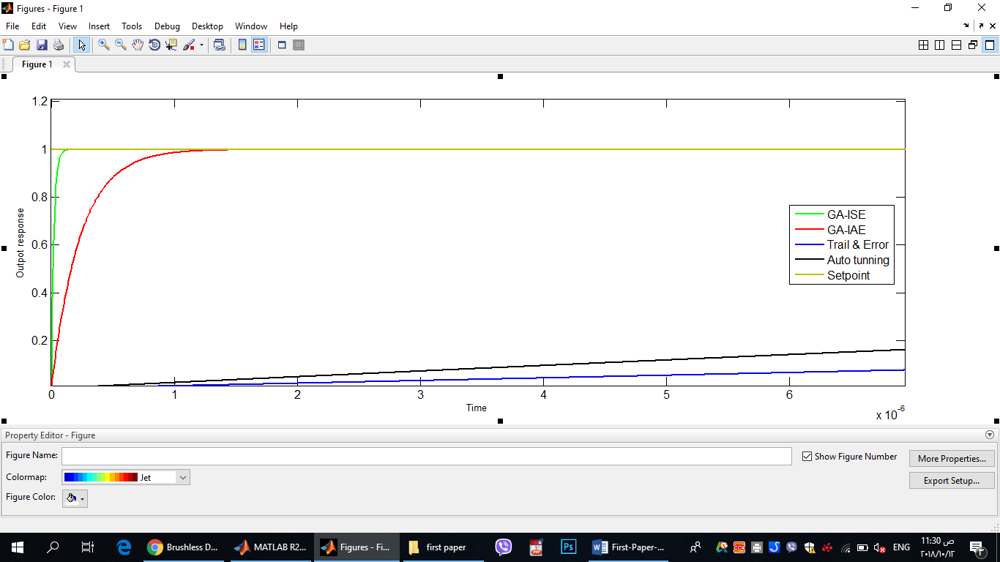 Figures - Figure 1
File Edit View Insert Tools Debug Desktop Window Help
Figure 1
1.2
1
0.8
0.6
0.4
0.2
Outpot response
0 1 2 3 4 5 6
Time
x 10-6
GA-ISE
GA-IAE
Trail & Error
Auto tunning
Setpoint
Property Editor - Figure
Figure Name:
Show Figure Number
More Properties...
Colormap:
Jet
Export Setup...
Figure Color:
Brushless D...
MATLAB R2...
Figures - Fi...
first paper
Ps
First-Paper-...
CC4
ENG
11:30 ص
٢٠١٨/١٠/١٣
٣